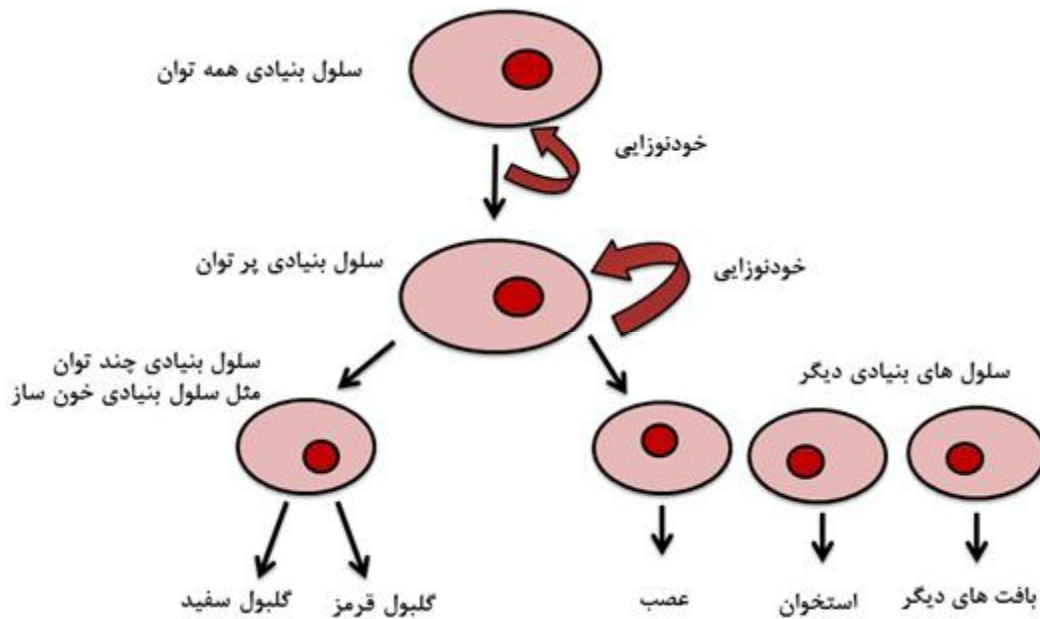 سلول بنیادی همه توان
خودنوزایی
سلول بنیادی پر توان
خودنوزایی
سلول های بنیادی دیگر
سلول بنیادی چند توان
مثل سلول بنیادی خون ساز
بافت های دیگر
استخوان
عصب
گلبول قرمز
گلبول سفید